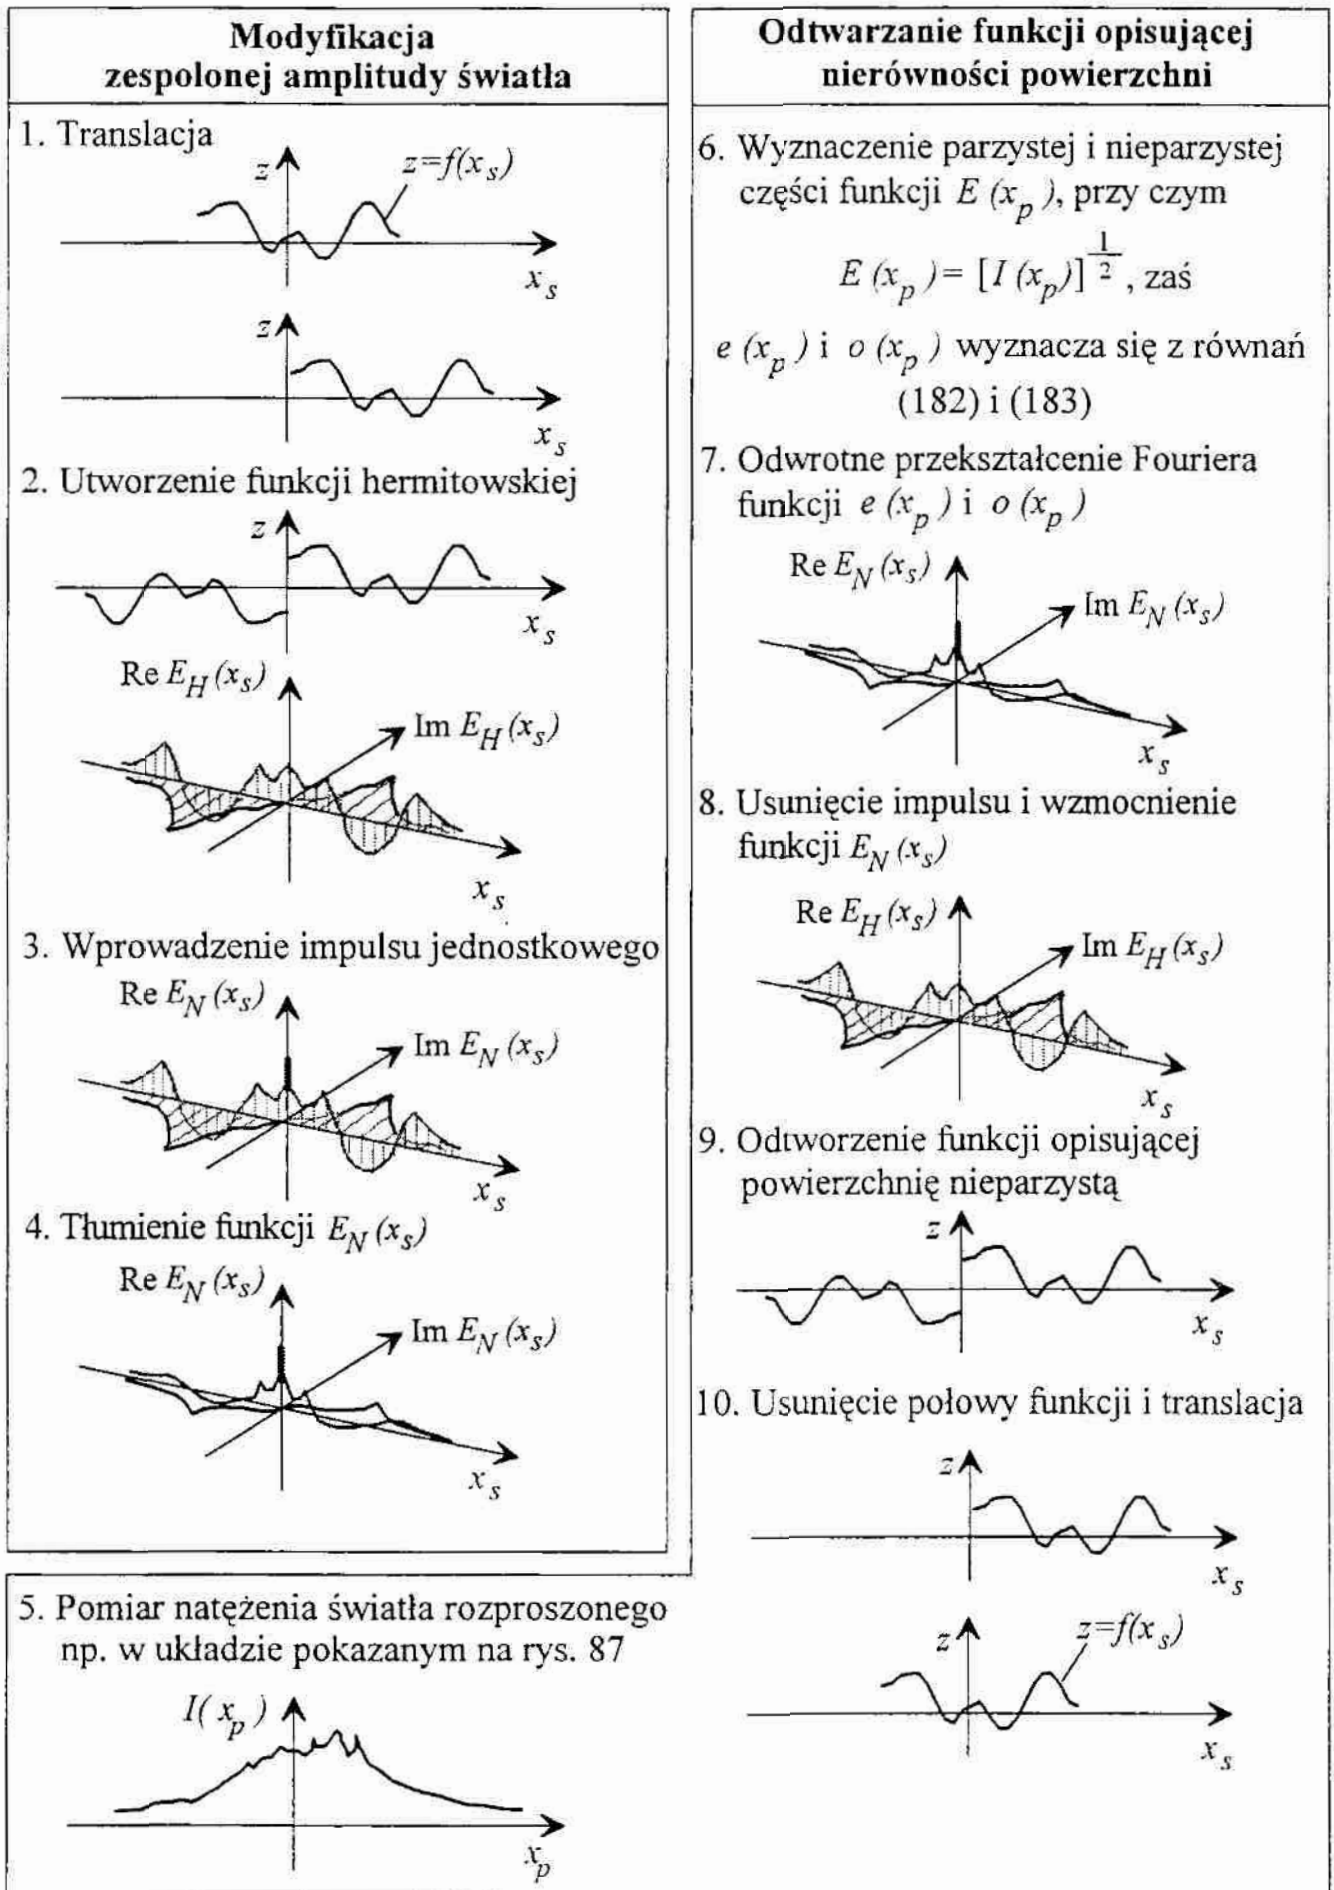 Modyfikacja
zespolonej amplitudy światła
1. Translacja
z
z=f(x_s)
x_s
z
x_s
2. Utworzenie funkcji hermitowskiej
z
x_s
Re E_H(x_s)
Im E_H(x_s)
x_s
3. Wprowadzenie impulsu jednostkowego
Re E_N(x_s)
Im E_N(x_s)
x_s
4. Tłumienie funkcji E_N(x_s)
Re E_N(x_s)
Im E_N(x_s)
x_s
5. Pomiar natężenia światła rozproszonego
np. w układzie pokazanym na rys. 87
I(x_p)
x_p
Odtwarzanie funkcji opisującej
nierówności powierzchni
6. Wyznaczenie parzystej i nieparzystej
części funkcji E (x_p), przy czym
E (x_p) = [I (x_p)]^{1/2}, zaś
e (x_p) i o (x_p) wyznacza się z równań
(182) i (183)
7. Odwrotne przekształcenie Fouriera
funkcji e (x_p) i o (x_p)
Re E_N(x_s)
Im E_N(x_s)
x_s
8. Usunięcie impulsu i wzmocnienie
funkcji E_N(x_s)
Re E_H(x_s)
Im E_H(x_s)
x_s
9. Odtworzenie funkcji opisującej
powierzchnię nieparzystą
z
x_s
10. Usunięcie połowy funkcji i translacja
z
x_s
z
z=f(x_s)
x_s